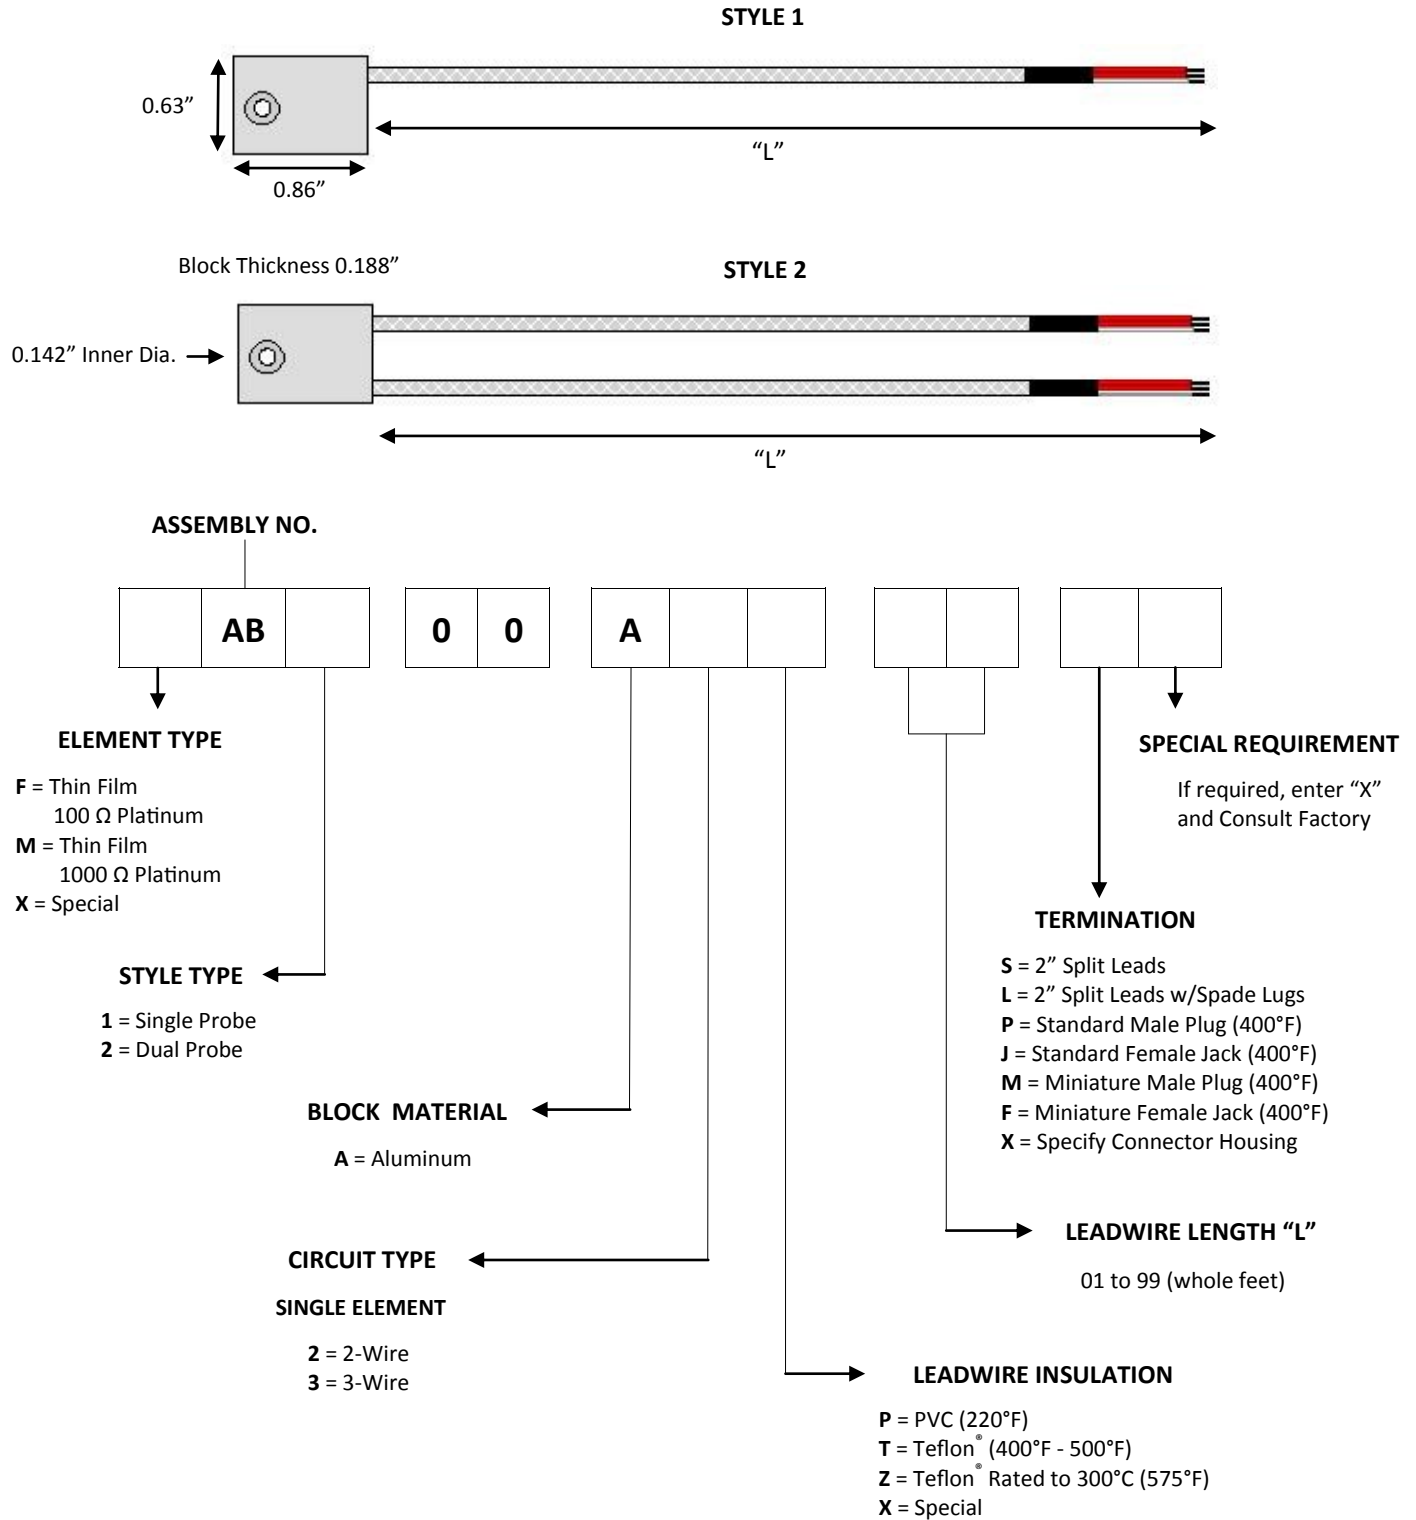 STYLE 1
0.63”
“L”
0.86”
Block Thickness 0.188”
STYLE 2
0.142” Inner Dia.
“L”
ASSEMBLY NO.
AB
0 0
A
ELEMENT TYPE
F = Thin Film
100 Ω Platinum
M = Thin Film
1000 Ω Platinum
X = Special
STYLE TYPE
1 = Single Probe
2 = Dual Probe
BLOCK MATERIAL
A = Aluminum
CIRCUIT TYPE
SINGLE ELEMENT
2 = 2-Wire
3 = 3-Wire
SPECIAL REQUIREMENT
If required, enter “X”
and Consult Factory
TERMINATION
S = 2” Split Leads
L = 2” Split Leads w/Spade Lugs
P = Standard Male Plug (400°F)
J = Standard Female Jack (400°F)
M = Miniature Male Plug (400°F)
F = Miniature Female Jack (400°F)
X = Specify Connector Housing
LEADWIRE LENGTH “L”
01 to 99 (whole feet)
LEADWIRE INSULATION
P = PVC (220°F)
T = Teflon® (400°F - 500°F)
Z = Teflon® Rated to 300°C (575°F)
X = Special